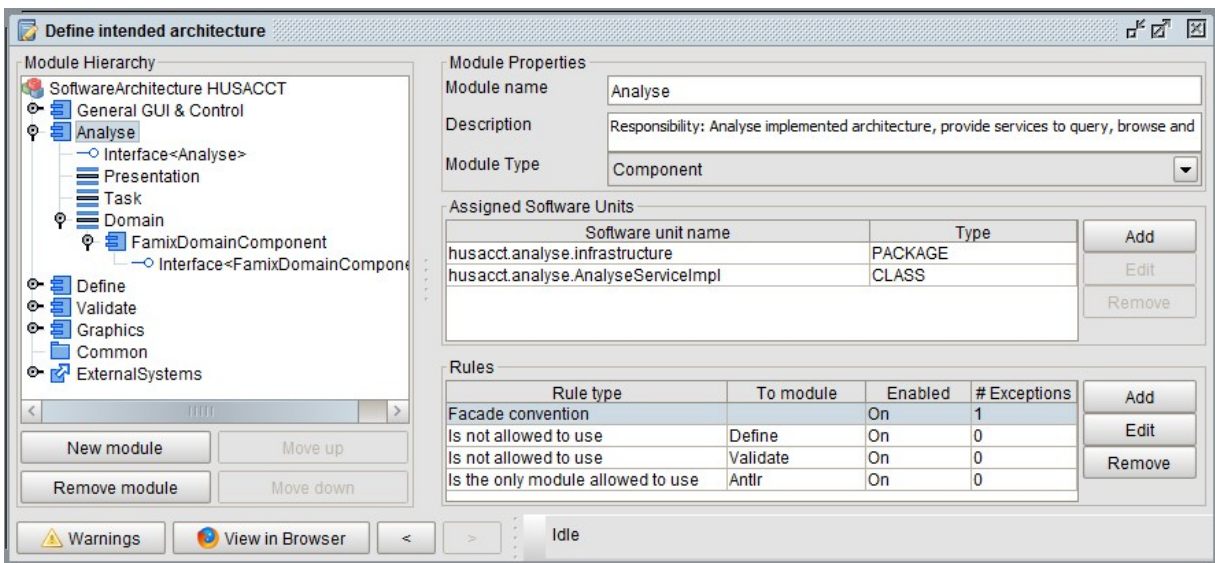 Define intended architecture
Module Hierarchy
SoftwareArchitecture HUSACCT
General GUI & Control
Analyse
Interface<Analyse>
Presentation
Task
Domain
FamixDomainComponent
Interface<FamixDomainCompone
Define
Validate
Graphics
Common
ExternalSystems
New module Move up
Remove module Move down
Module Properties
Module name Analyse
Description Responsibility: Analyse implemented architecture, provide services to query, browse and
Module Type Component
Assigned Software Units
Software unit name Type
husacct.analyse.infrastructure PACKAGE
husacct.analyse.AnalyseServiceImpl CLASS
Add
Edit
Remove
Rules
Rule type To module Enabled # Exceptions
Facade convention On 1
Is not allowed to use Define On 0
Is not allowed to use Validate On 0
Is the only module allowed to use Antlr On 0
Add
Edit
Remove
Warnings View in Browser < > Idle